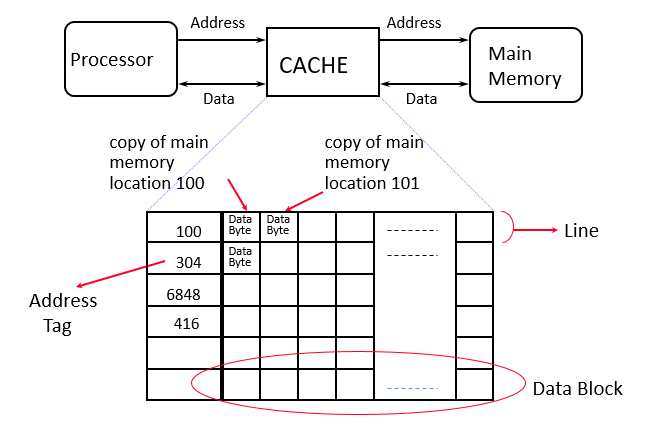 Address
Address
Processor
CACHE
Main
Memory
Data
Data
copy of main
memory
location 100
copy of main
memory
location 101
100
Data
Byte
Data
Byte
Line
304
Data
Byte
Address
Tag
6848
416
Data Block